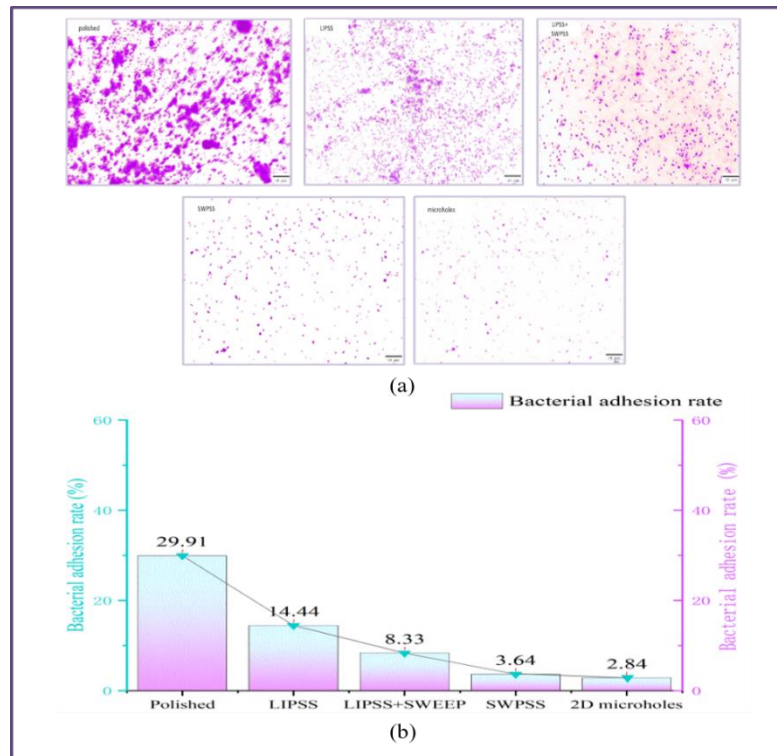 polished
LIPSS
LIPSS+
SWPSS
SWPSS
microholes
(a)
Bacterial adhesion rate
60
40
20
0
Bacterial adhesion rate(%)
29.91
14.44
8.33
3.64
2.84
60
40
20
0
Bacterial adhesion rate (%)
Polished
LIPSS
LIPSS+SWEEP
SWPSS
2D microholes
(b)